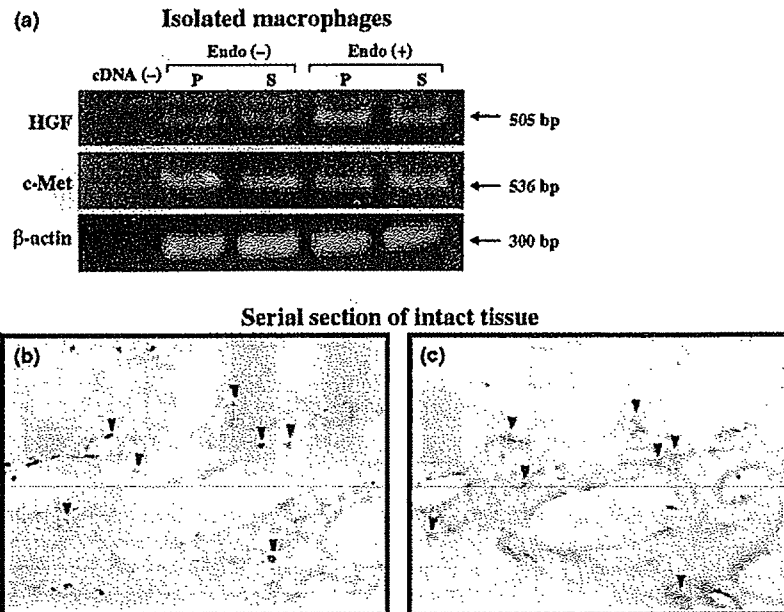 (a) Isolated macrophages
Endo (-) Endo (+)
cDNA (-) P S P S
HGF 505 bp
c-Met 536 bp
β-actin 300 bp
Serial section of intact tissue
(b) (c)